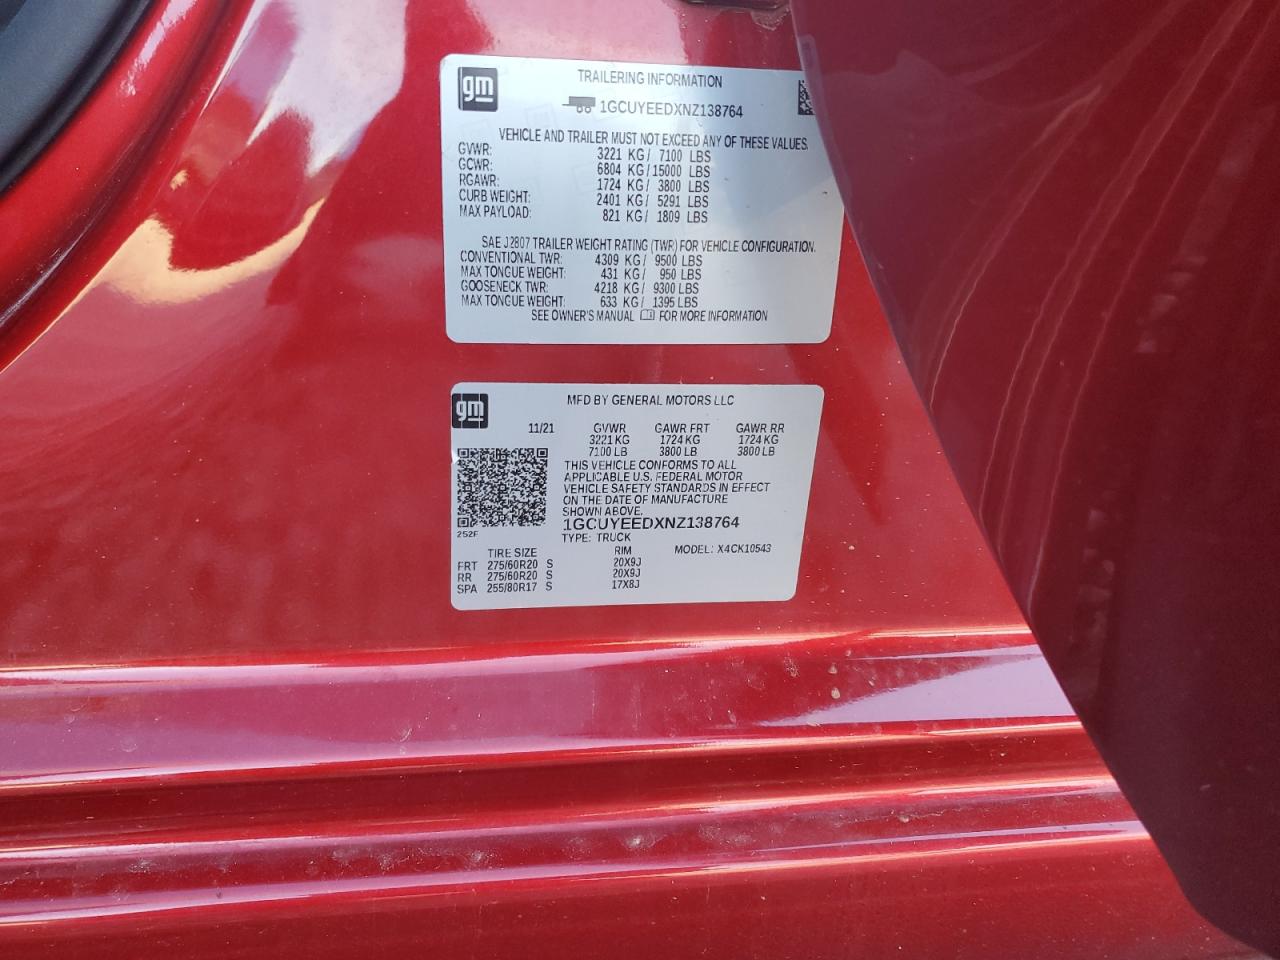 gm
TRAILERING INFORMATION
1GCUYEEDXNZ138764
VEHICLE AND TRAILER MUST NOT EXCEED ANY OF THESE VALUES.
GVWR: 3221 KG/ 7100 LBS
GCWR: 6804 KG/15000 LBS
RGAWR: 1724 KG/ 3800 LBS
CURB WEIGHT: 2401 KG/ 5291 LBS
MAX PAYLOAD: 821 KG/ 1809 LBS
SAE J2807 TRAILER WEIGHT RATING (TWR) FOR VEHICLE CONFIGURATION.
CONVENTIONAL TWR: 4309 KG/ 9500 LBS
MAX TONGUE WEIGHT: 431 KG/ 950 LBS
GOOSENECK TWR: 4218 KG/ 9300 LBS
MAX TONGUE WEIGHT: 633 KG/ 1395 LBS
SEE OWNER'S MANUAL FOR MORE INFORMATION
gm
MFD BY GENERAL MOTORS LLC
11/21 GVWR GAWR FRT GAWR RR
3221 KG 1724 KG 1724 KG
7100 LB 3800 LB 3800 LB
THIS VEHICLE CONFORMS TO ALL
APPLICABLE U.S. FEDERAL MOTOR
VEHICLE SAFETY STANDARDS IN EFFECT
ON THE DATE OF MANUFACTURE
SHOWN ABOVE.
1GCUYEEDXNZ138764
252F
TYPE: TRUCK
TIRE SIZE RIM MODEL: X4CK10543
FRT 275/60R20 S 20X9J
RR 275/60R20 S 20X9J
SPA 255/80R17 S 17X8J